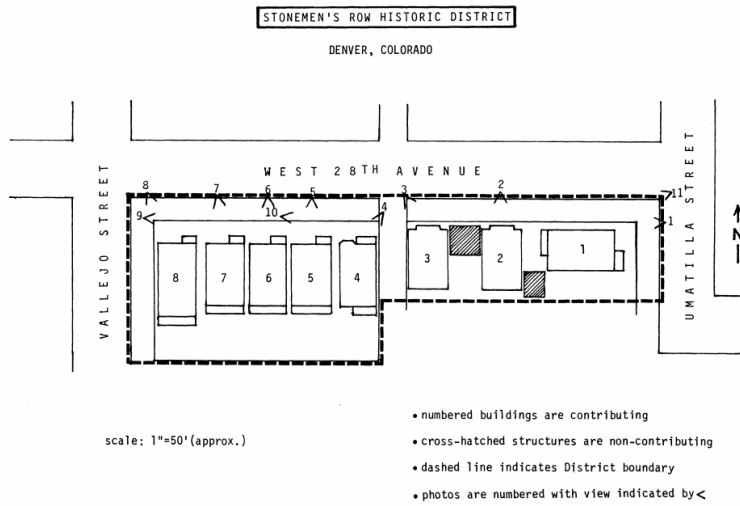 STONEMEN'S ROW HISTORIC DISTRICT
DENVER, COLORADO
WEST 28TH AVENUE
VALLEJO STREET
UMATILLA STREET
8
7
6
5
3
2
11
9
10
4
1
N
8
7
6
5
4
3
2
1
scale: 1"=50'(approx.)
• numbered buildings are contributing
• cross-hatched structures are non-contributing
• dashed line indicates District boundary
• photos are numbered with view indicated by <